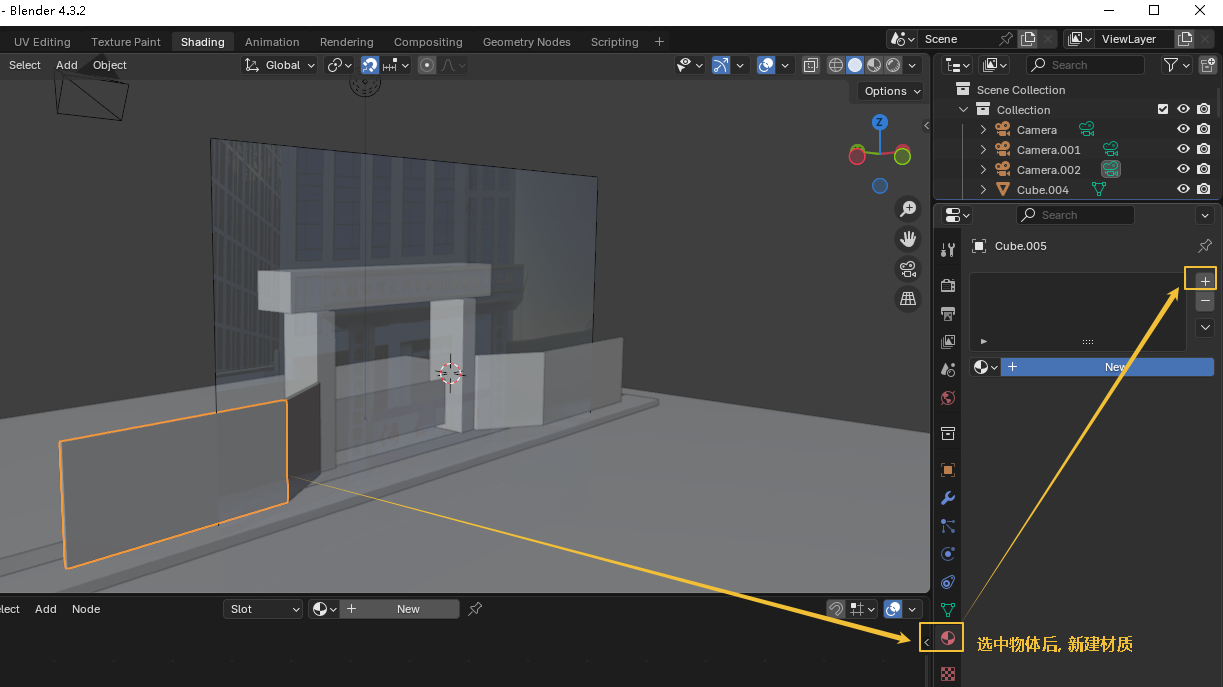 - Blender 4.3.2
UV Editing Texture Paint Shading Animation Rendering Compositing Geometry Nodes Scripting + Scene ViewLayer
Select Add Object Global Search
Options
Scene Collection
Collection
Camera
Camera.001
Camera.002
Cube.004
Z
Search
Cube.005
New
lect Add Node Slot New
选中物体后, 新建材质